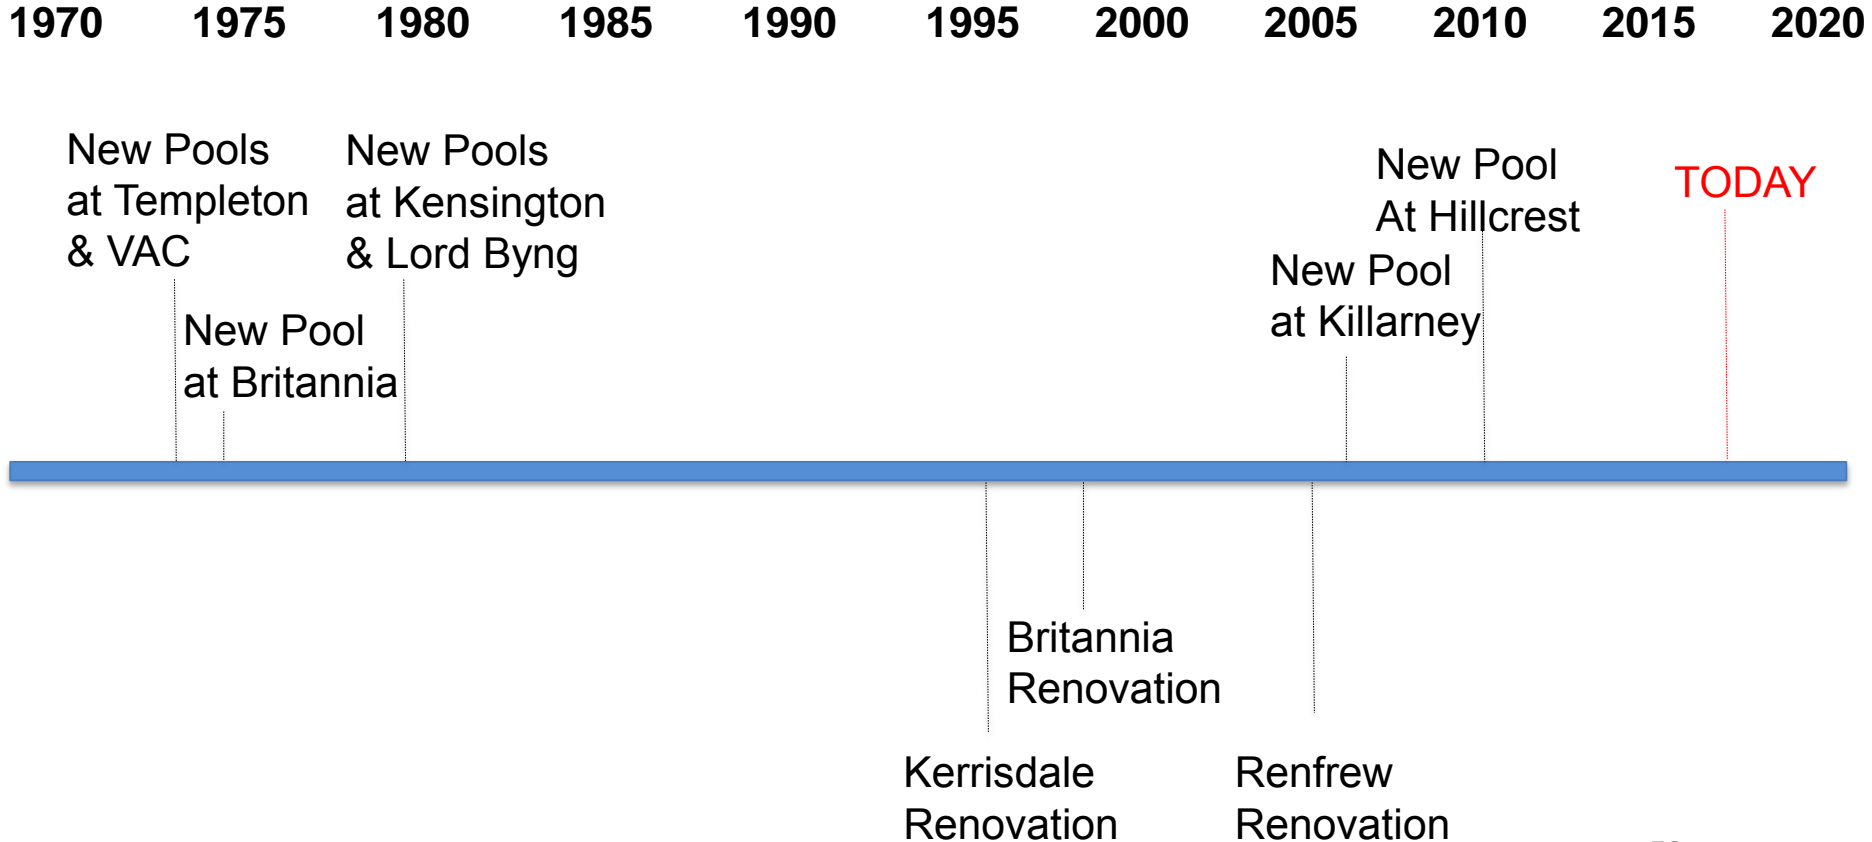 1970 1975 1980 1985 1990 1995 2000 2005 2010 2015 2020
New Pools
at Templeton
& VAC
New Pools
at Kensington
& Lord Byng
New Pool
at Britannia
New Pool
At Hillcrest
New Pool
at Killarney
TODAY
Britannia
Renovation
Kerrisdale
Renovation
Renfrew
Renovation